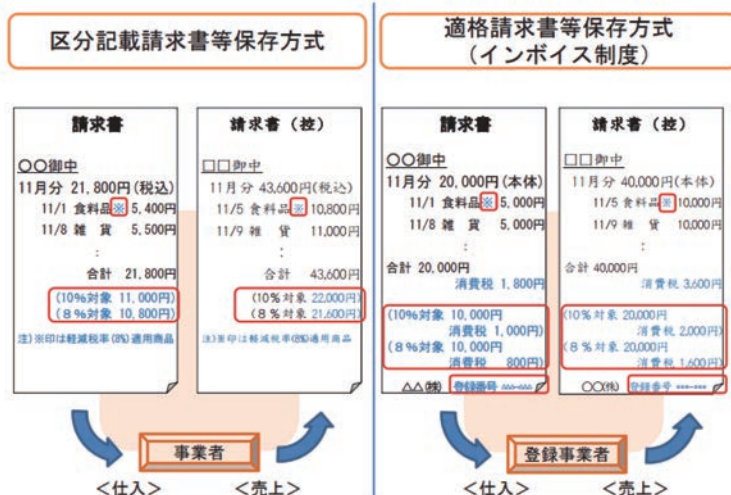 区分記載請求書等保存方式
請求書
〇〇御中
11月分 21,800円(税込)
11/1 食料品※ 5,400円
11/8 雑 貨 5,500円
:
合計 21,800円
(10%対象 11,000円)
(8%対象 10,800円)
注)※印は軽減税率(8%)適用商品
請求書(控)
□□御中
11月分 43,600円(税込)
11/5 食料品※ 10,800円
11/9 雑 貨 11,000円
:
合計 43,600円
(10%対象 22,000円)
(8%対象 21,600円)
注)※印は軽減税率(8%)適用商品
事業者
<仕入>
<売上>
適格請求書等保存方式
(インボイス制度)
請求書
〇〇御中
11月分 20,000円(本体)
11/1 食料品※ 5,000円
11/8 雑 貨 5,000円
:
合計 20,000円
消費税 1,800円
(10%対象 10,000円
消費税 1,000円)
(8%対象 10,000円
消費税 800円)
△△(株) 登録番号
請求書(控)
□□御中
11月分 40,000円(本体)
11/5 食料品※ 10,000円
11/9 雑 貨 10,000円
:
合計 40,000円
消費税 3,600円
(10%対象 20,000円
消費税 2,000円)
(8%対象 20,000円
消費税 1,600円)
〇〇(株) 登録番号
登録事業者
<仕入>
<売上>